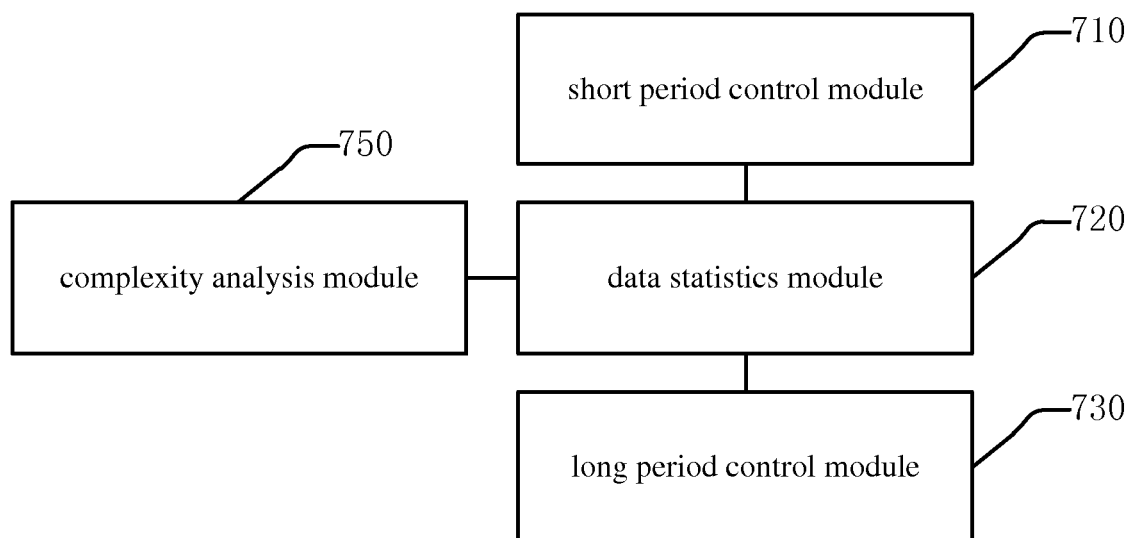 710
short period control module
750
720
complexity analysis module
data statistics module
730
long period control module